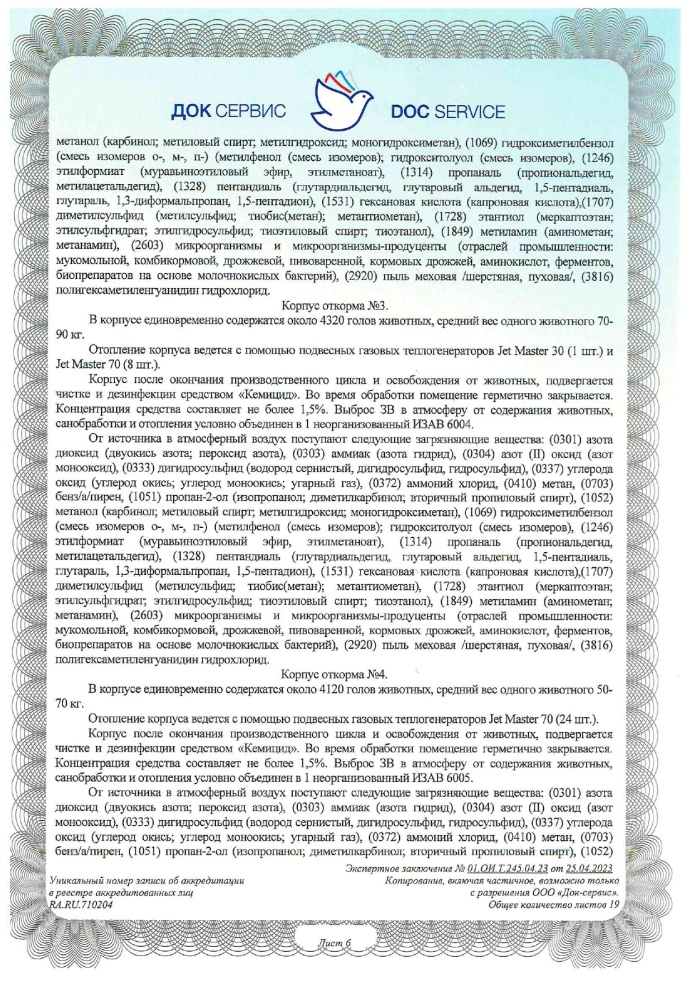 ДОК СЕРВИС DOC SERVICE
метанол (карбинол; метиловый спирт; метилгидроксид; моногидроксиметан), (1069) гидроксиметилбензол
(смесь изомеров о-, м-, п-) (метилфенол (смесь изомеров); гидрокситолуол (смесь изомеров), (1246)
этилформиат (муравьиноэтиловый эфир, этилметаноат), (1314) пропаналь (пропиональдегид,
метилацетальдегид), (1328) пентандиаль (глутардиальдегид, глутаровый альдегид, 1,5-пентадиаль,
глутараль, 1,3-диформальпропан, 1,5-пентадион), (1531) гексановая кислота (капроновая кислота),(1707)
диметилсульфид (метилсульфид; тиобис(метан); метантиометан), (1728) этантиол (меркаптоэтан;
этилсульфгидрат; этилгидросульфид; тиоэтиловый спирт; тиоэтанол), (1849) метиламин (аминометан;
метанамин), (2603) микроорганизмы и микроорганизмы-продуценты (отраслей промышленности:
мукомольной, комбикормовой, дрожжевой, пивоваренной, кормовых дрожжей, аминокислот, ферментов,
биопрепаратов на основе молочнокислых бактерий), (2920) пыль меховая /шерстяная, пуховая/, (3816)
полигексаметиленгуанидин гидрохлорид.
Корпус откорма №3.
В корпусе единовременно содержатся около 4320 голов животных, средний вес одного животного 70-
90 кг.
Отопление корпуса ведется с помощью подвесных газовых теплогенераторов Jet Master 30 (1 шт.) и
Jet Master 70 (8 шт.).
Корпус после окончания производственного цикла и освобождения от животных, подвергается
чистке и дезинфекции средством «Кемицид». Во время обработки помещение герметично закрывается.
Концентрация средства составляет не более 1,5%. Выброс ЗВ в атмосферу от содержания животных,
санобработки и отопления условно объединен в 1 неорганизованный ИЗАВ 6004.
От источника в атмосферный воздух поступают следующие загрязняющие вещества: (0301) азота
диоксид (двуокись азота; пероксид азота), (0303) аммиак (азота гидрид), (0304) азот (II) оксид (азот
монооксид), (0333) дигидросульфид (водород сернистый, дигидросульфид, гидросульфид), (0337) углерода
оксид (углерод окись; углерод моноокись; угарный газ), (0372) аммоний хлорид, (0410) метан, (0703)
бенз/а/пирен, (1051) пропан-2-ол (изопропанол; диметилкарбинол; вторичный пропиловый спирт), (1052)
метанол (карбинол; метиловый спирт; метилгидроксид; моногидроксиметан), (1069) гидроксиметилбензол
(смесь изомеров о-, м-, п-) (метилфенол (смесь изомеров); гидрокситолуол (смесь изомеров), (1246)
этилформиат (муравьиноэтиловый эфир, этилметаноат), (1314) пропаналь (пропиональдегид,
метилацетальдегид), (1328) пентандиаль (глутардиальдегид, глутаровый альдегид, 1,5-пентадиаль,
глутараль, 1,3-диформальпропан, 1,5-пентадион), (1531) гексановая кислота (капроновая кислота),(1707)
диметилсульфид (метилсульфид; тиобис(метан); метантиометан), (1728) этантиол (меркаптоэтан;
этилсульфгидрат; этилгидросульфид; тиоэтиловый спирт; тиоэтанол), (1849) метиламин (аминометан;
метанамин), (2603) микроорганизмы и микроорганизмы-продуценты (отраслей промышленности:
мукомольной, комбикормовой, дрожжевой, пивоваренной, кормовых дрожжей, аминокислот, ферментов,
биопрепаратов на основе молочнокислых бактерий), (2920) пыль меховая /шерстяная, пуховая/, (3816)
полигексаметиленгуанидин гидрохлорид.
Корпус откорма №4.
В корпусе единовременно содержатся около 4120 голов животных, средний вес одного животного 50-
70 кг.
Отопление корпуса ведется с помощью подвесных газовых теплогенераторов Jet Master 70 (24 шт.).
Корпус после окончания производственного цикла и освобождения от животных, подвергается
чистке и дезинфекции средством «Кемицид». Во время обработки помещение герметично закрывается.
Концентрация средства составляет не более 1,5%. Выброс ЗВ в атмосферу от содержания животных,
санобработки и отопления условно объединен в 1 неорганизованный ИЗАВ 6005.
От источника в атмосферный воздух поступают следующие загрязняющие вещества: (0301) азота
диоксид (двуокись азота; пероксид азота), (0303) аммиак (азота гидрид), (0304) азот (II) оксид (азот
монооксид), (0333) дигидросульфид (водород сернистый, дигидросульфид, гидросульфид), (0337) углерода
оксид (углерод окись; углерод моноокись; угарный газ), (0372) аммоний хлорид, (0410) метан, (0703)
бенз/а/пирен, (1051) пропан-2-ол (изопропанол; диметилкарбинол; вторичный пропиловый спирт), (1052)
Экспертное заключение № 01.ОИ.Т.245.04.23 от 25.04.2023
Уникальный номер записи об аккредитации Копирование, включая частичное, возможно только
в реестре аккредитованных лиц с разрешения ООО «Док-сервис».
RA.RU.710204 Общее количество листов 19
Лист 6